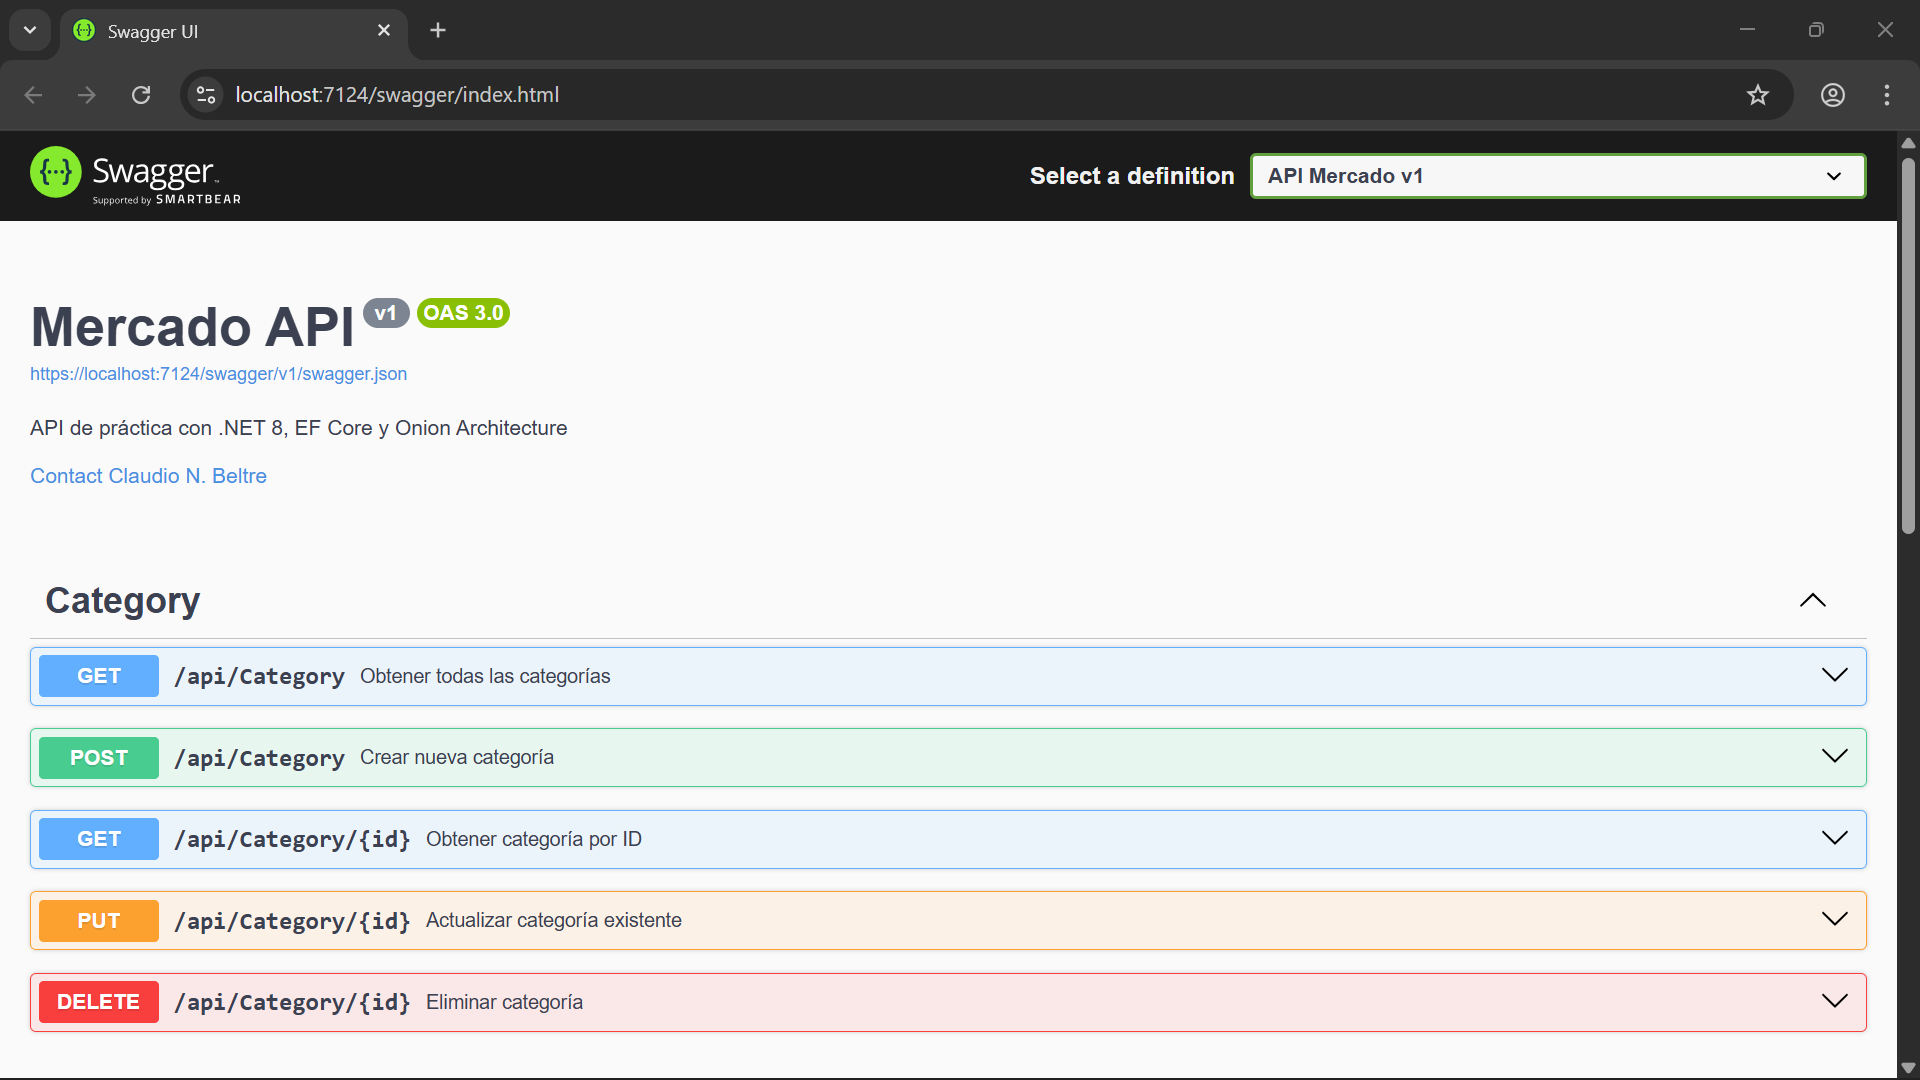 Swagger UI
localhost:7124/swagger/index.html
{···} Swagger™
Supported by SMARTBEAR
Select a definition
API Mercado v1
Mercado API v1 OAS 3.0
https://localhost:7124/swagger/v1/swagger.json
API de práctica con .NET 8, EF Core y Onion Architecture
Contact Claudio N. Beltre
Category
GET /api/Category Obtener todas las categorías
POST /api/Category Crear nueva categoría
GET /api/Category/{id} Obtener categoría por ID
PUT /api/Category/{id} Actualizar categoría existente
DELETE /api/Category/{id} Eliminar categoría